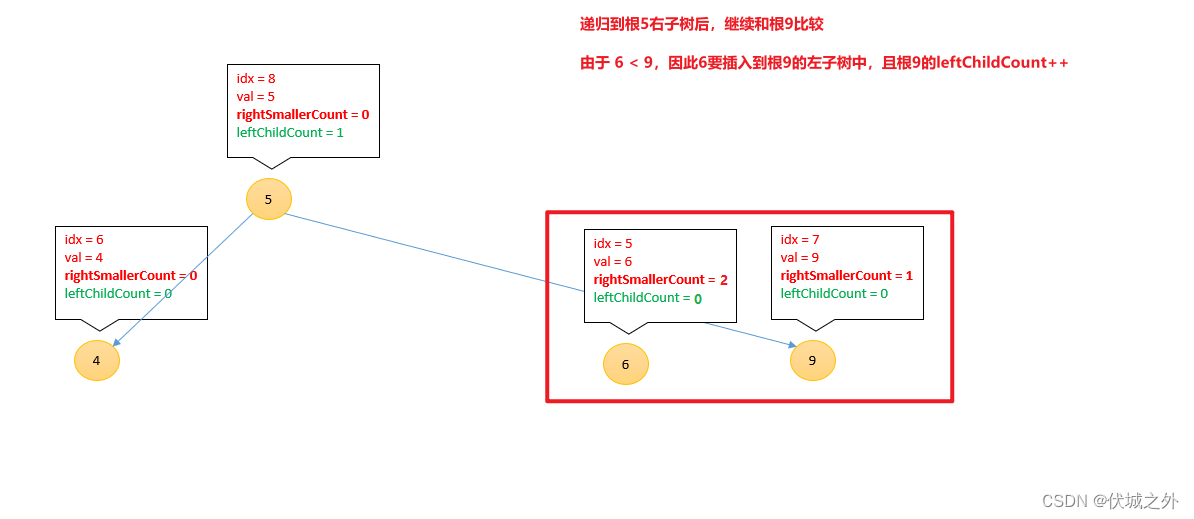 递归到根5右子树后，继续和根9比较
由于 6 < 9，因此6要插入到根9的左子树中，且根9的leftChildCount++
idx = 8
val = 5
rightSmallerCount = 0
leftChildCount = 1
5
idx = 6
val = 4
rightSmallerCount = 0
leftChildCount = 0
4
idx = 5
val = 6
rightSmallerCount = 2
leftChildCount = 0
6
idx = 7
val = 9
rightSmallerCount = 1
leftChildCount = 0
9
CSDN @伏城之外